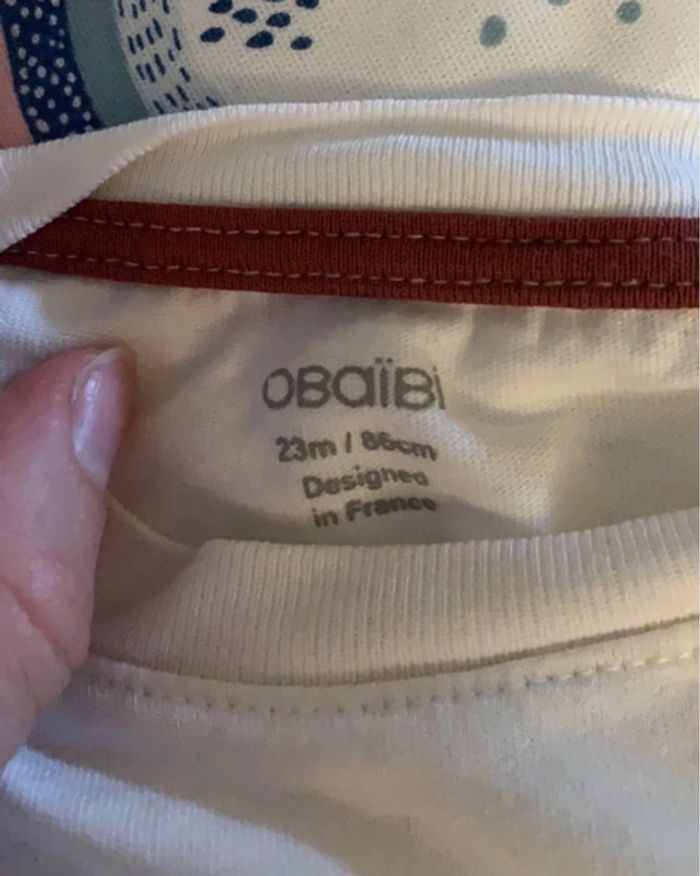 OBaïBi
23m / 86cm
Designed
in France